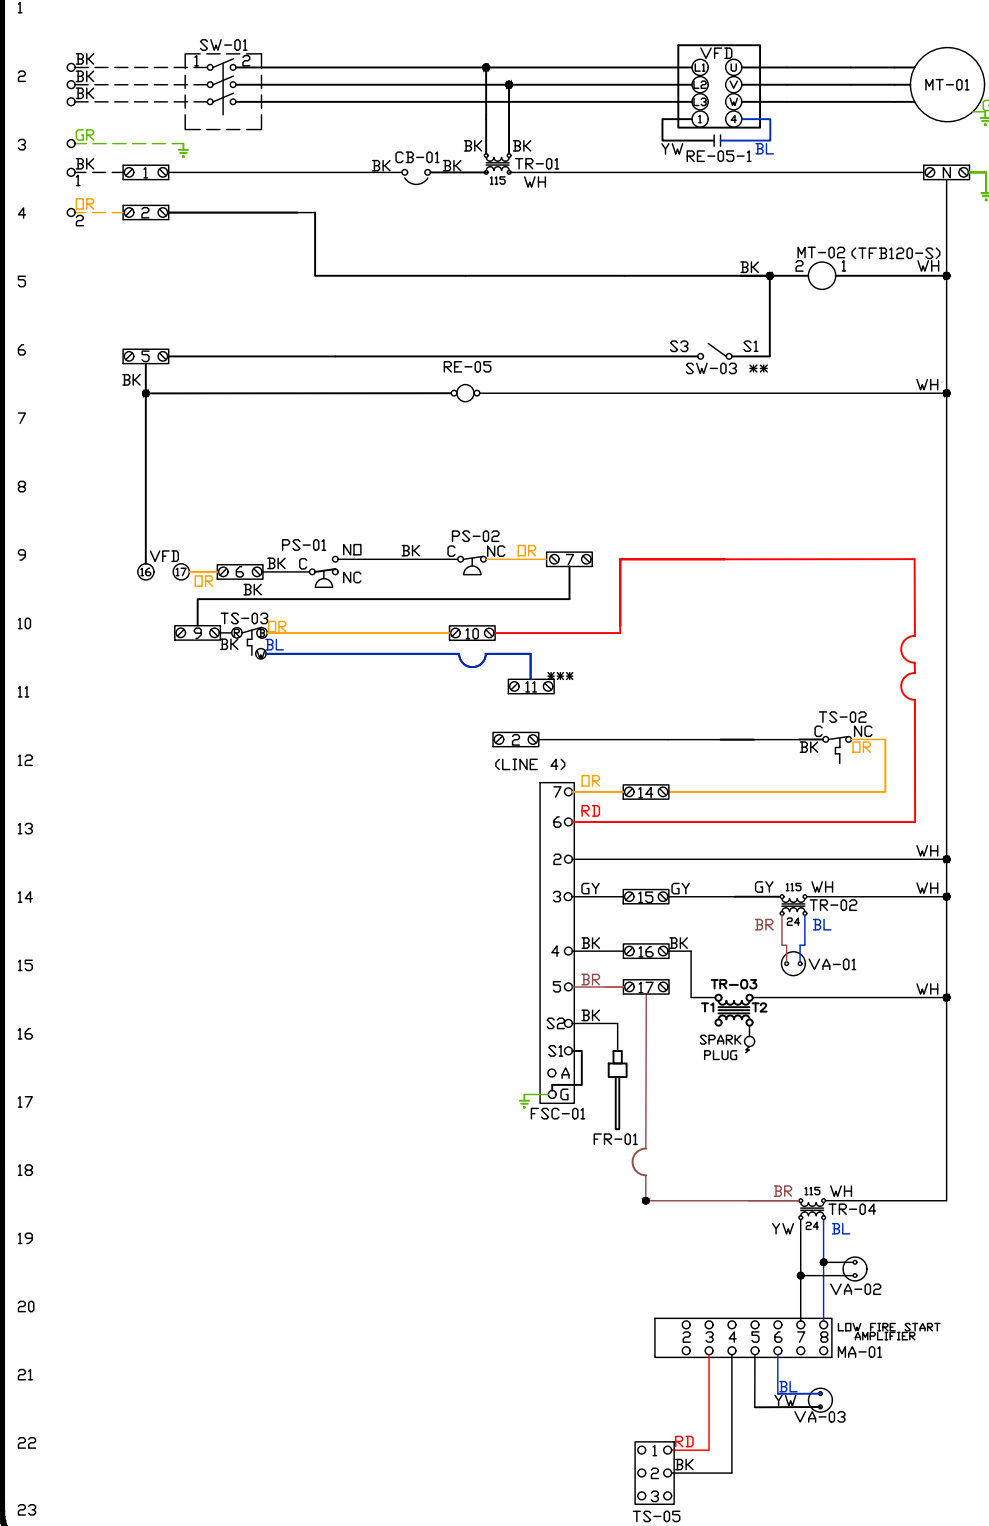 1
SW-01
BK 1 2 VFD
2 BK L1 U
BK L2 V MT-01
L3 W
1 4 G
3 GR BK BK YW RE-05-1 BL
BK CB-01 TR-01
1 1 BK BK 115 WH N
4 OR 2
2
MT-02 (TFB120-S)
5 BK 2 1 WH
6 5 S3 S1
BK RE-05 SW-03 ** WH
7
8
9 VFD PS-01 NO BK PS-02
C NC OR 7
16 17 6 BK C NC
OR BK
10 TS-03
9 R B OR 10
BK W BL
11 11 ***
TS-02
2 C NC
12 BK OR
(LINE 4)
7 OR 14
13 6 RD
2 WH
14 3 GY 15 GY GY 115 WH WH
TR-02
BR 24 BL
15 4 BK 16 BK VA-01
5 BR 17 TR-03 WH
T1 T2
16 S2 BK SPARK
PLUG
S1
A
17 G
FSC-01
FR-01
18
BR 115 WH
TR-04
19 YW 24 BL
VA-02
20
2 3 4 5 6 7 8 LOW FIRE START
AMPLIFIER
MA-01
21
BL
YW
VA-03
22 1 RD
2 BK
3
23 TS-05